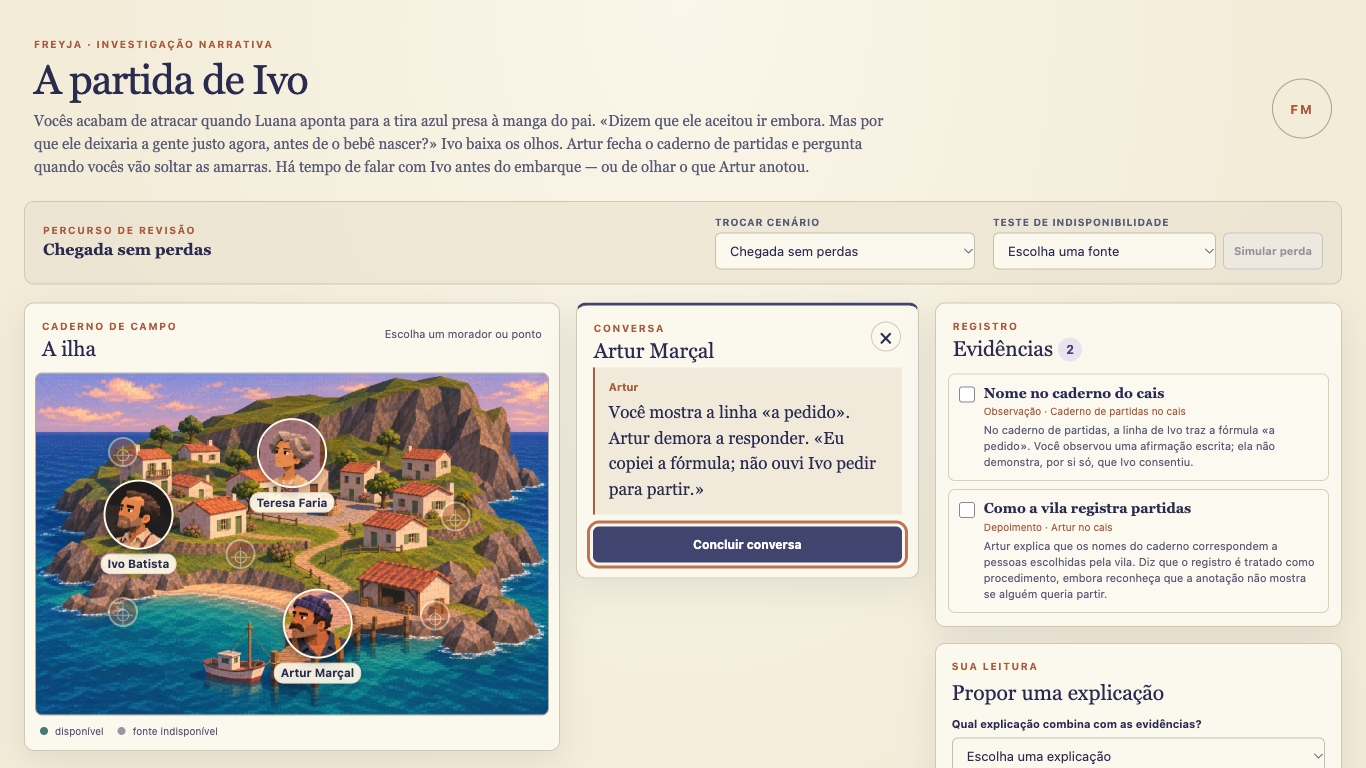 FREYJA · INVESTIGAÇÃO NARRATIVA
A partida de Ivo
Vocês acabam de atracar quando Luana aponta para a tira azul presa à manga do pai. «Dizem que ele aceitou ir embora. Mas por
que ele deixaria a gente justo agora, antes de o bebê nascer?» Ivo baixa os olhos. Artur fecha o caderno de partidas e pergunta
quando vocês vão soltar as amarras. Há tempo de falar com Ivo antes do embarque — ou de olhar o que Artur anotou.
FM
PERCURSO DE REVISÃO
Chegada sem perdas
TROCAR CENÁRIO
Chegada sem perdas
TESTE DE INDISPONIBILIDADE
Escolha uma fonte
Simular perda
CADERNO DE CAMPO
A ilha
Escolha um morador ou ponto
Teresa Faria
Ivo Batista
Artur Marçal
disponível
fonte indisponível
CONVERSA
Artur Marçal
Artur
Você mostra a linha «a pedido».
Artur demora a responder. «Eu
copiei a fórmula; não ouvi Ivo pedir
para partir.»
Concluir conversa
REGISTRO
Evidências 2
Nome no caderno do cais
Observação · Caderno de partidas no cais
No caderno de partidas, a linha de Ivo traz a fórmula «a
pedido». Você observou uma afirmação escrita; ela não
demonstra, por si só, que Ivo consentiu.
Como a vila registra partidas
Depoimento · Artur no cais
Artur explica que os nomes do caderno correspondem a
pessoas escolhidas pela vila. Diz que o registro é tratado como
procedimento, embora reconheça que a anotação não mostra
se alguém queria partir.
SUA LEITURA
Propor uma explicação
Qual explicação combina com as evidências?
Escolha uma explicação